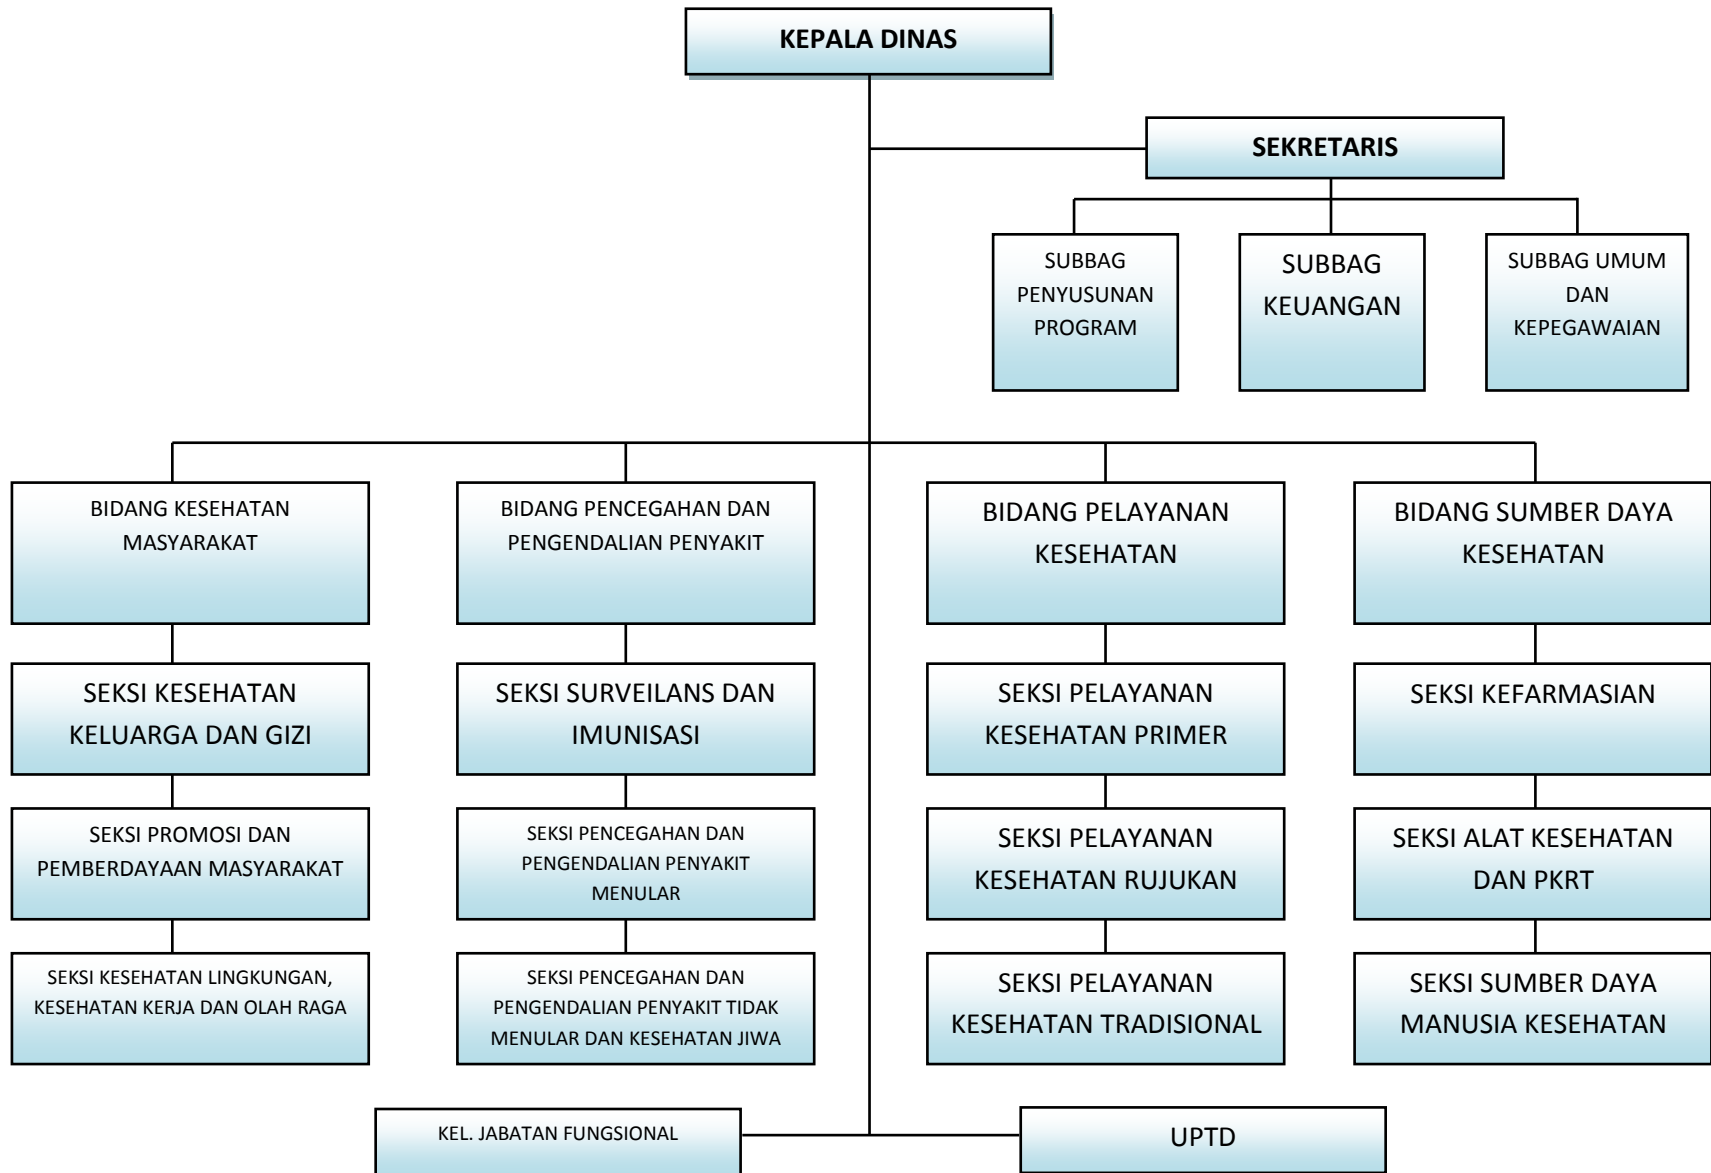 KEPALA DINAS
SEKRETARIS
SUBBAG
PENYUSUNAN
PROGRAM
SUBBAG
KEUANGAN
SUBBAG UMUM
DAN
KEPEGAWAIAN
BIDANG KESEHATAN
MASYARAKAT
BIDANG PENCEGAHAN DAN
PENGENDALIAN PENYAKIT
BIDANG PELAYANAN
KESEHATAN
BIDANG SUMBER DAYA
KESEHATAN
SEKSI KESEHATAN
KELUARGA DAN GIZI
SEKSI SURVEILANS DAN
IMUNISASI
SEKSI PELAYANAN
KESEHATAN PRIMER
SEKSI KEFARMASIAN
SEKSI PROMOSI DAN
PEMBERDAYAAN MASYARAKAT
SEKSI PENCEGAHAN DAN
PENGENDALIAN PENYAKIT
MENULAR
SEKSI PELAYANAN
KESEHATAN RUJUKAN
SEKSI ALAT KESEHATAN
DAN PKRT
SEKSI KESEHATAN LINGKUNGAN,
KESEHATAN KERJA DAN OLAH RAGA
SEKSI PENCEGAHAN DAN
PENGENDALIAN PENYAKIT TIDAK
MENULAR DAN KESEHATAN JIWA
SEKSI PELAYANAN
KESEHATAN TRADISIONAL
SEKSI SUMBER DAYA
MANUSIA KESEHATAN
KEL. JABATAN FUNGSIONAL
UPTD